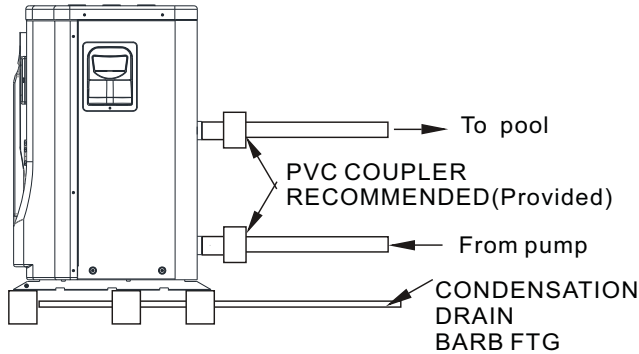 To pool
PVC COUPLER
RECOMMENDED(Provided)
From pump
CONDENSATION
DRAIN
BARB FTG